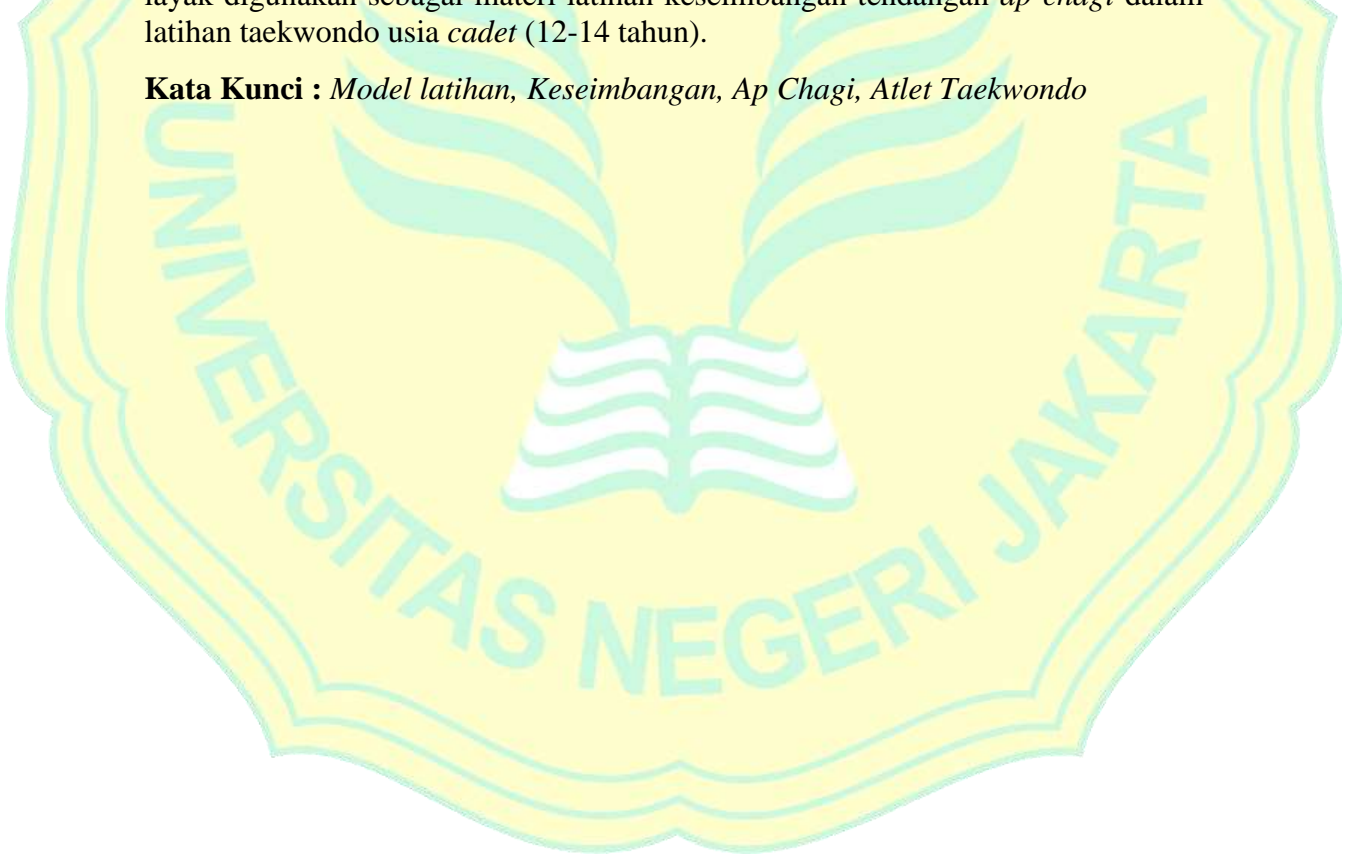 layak digunakan sebagai materi latihan keseimbangan tendangan ap chagi dalam
latihan taekwondo usia cadet (12-14 tahun).
Kata Kunci : Model latihan, Keseimbangan, Ap Chagi, Atlet Taekwondo
UNIVERSITAS NEGERI JAKARTA